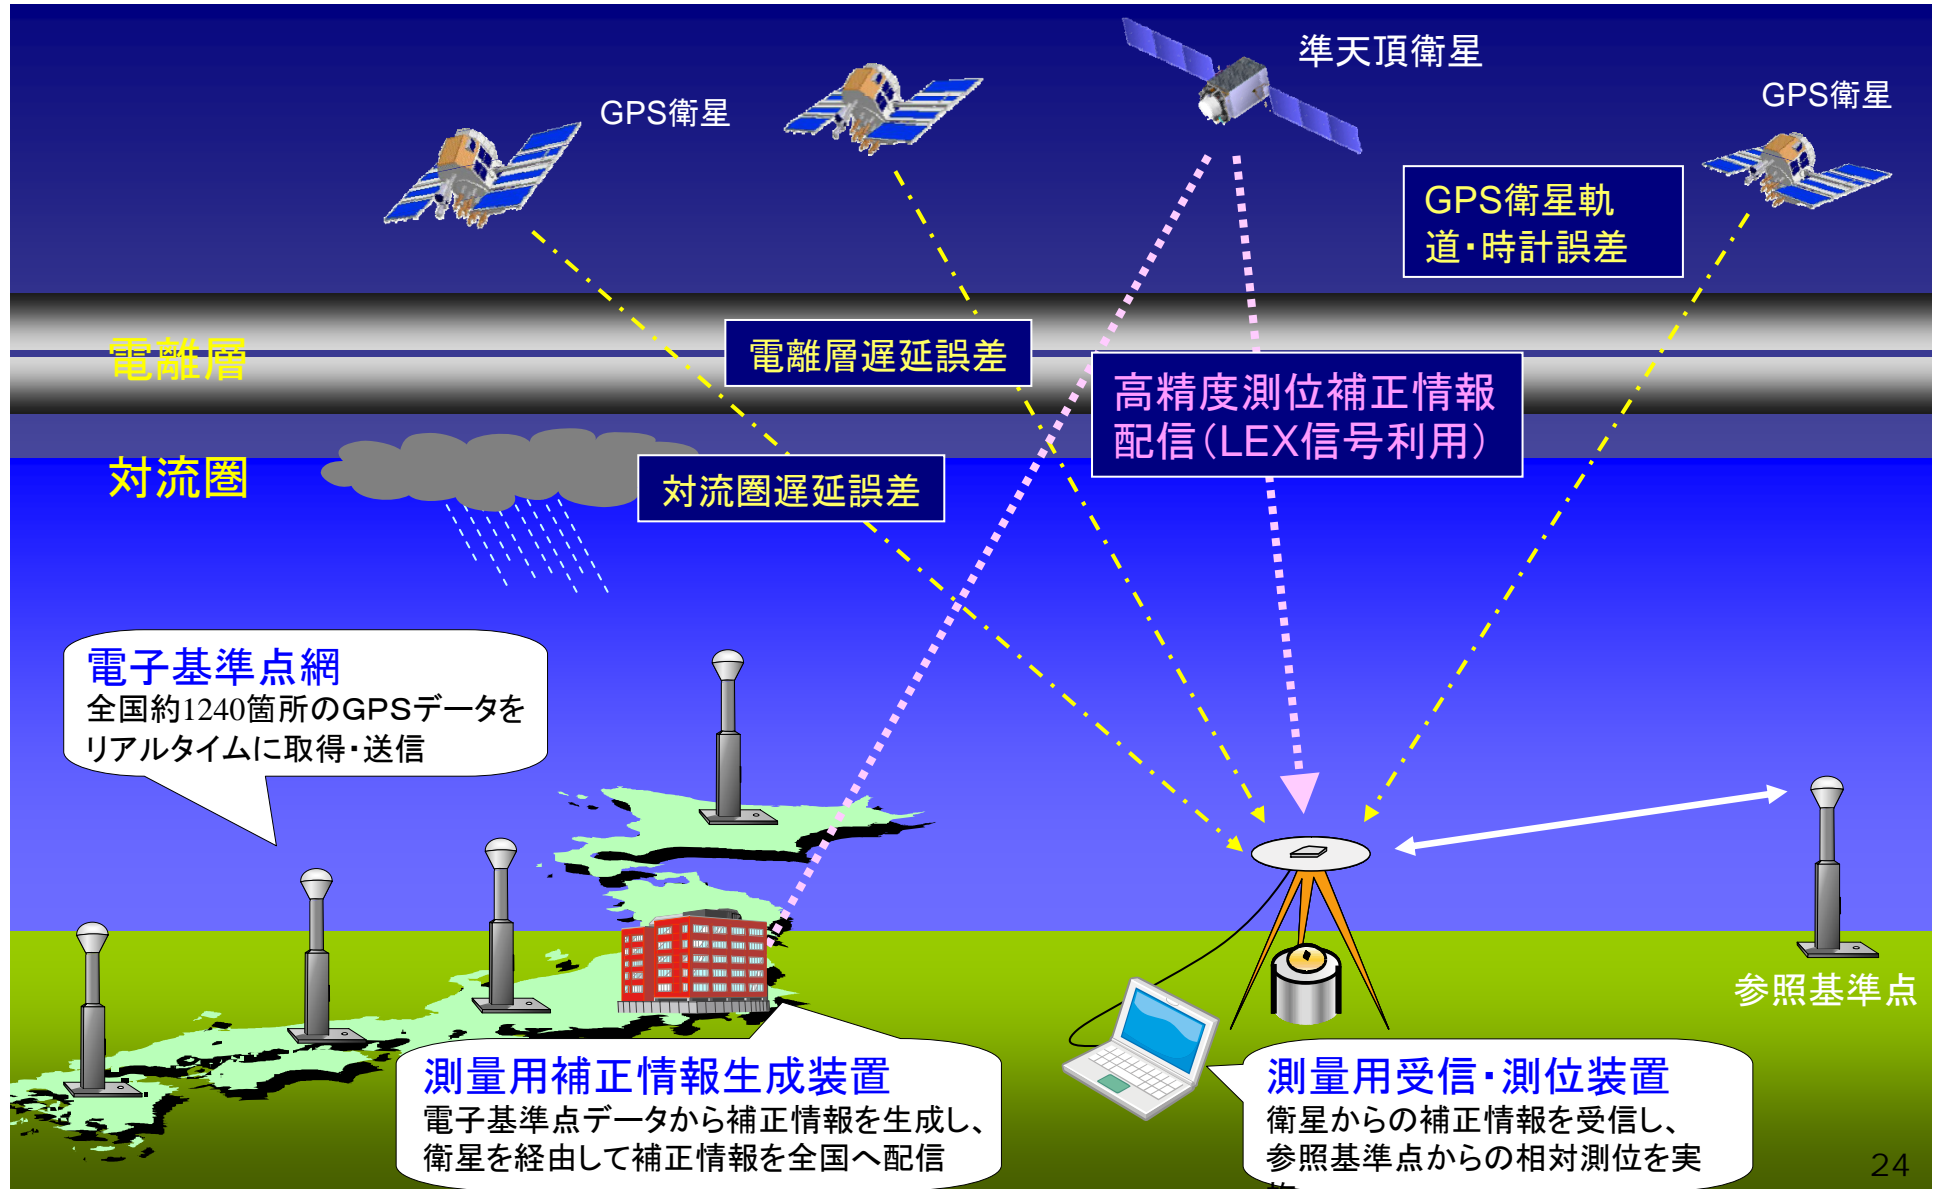 準天頂衛星
GPS衛星
GPS衛星
GPS衛星軌
道・時計誤差
電離層
電離層遅延誤差
高精度測位補正情報
配信（LEX信号利用）
対流圏
対流圏遅延誤差
電子基準点網
全国約1240箇所のGPSデータを
リアルタイムに取得・送信
参照基準点
測量用補正情報生成装置
電子基準点データから補正情報を生成し、
衛星を経由して補正情報を全国へ配信
測量用受信・測位装置
衛星からの補正情報を受信し、
参照基準点からの相対測位を実
24